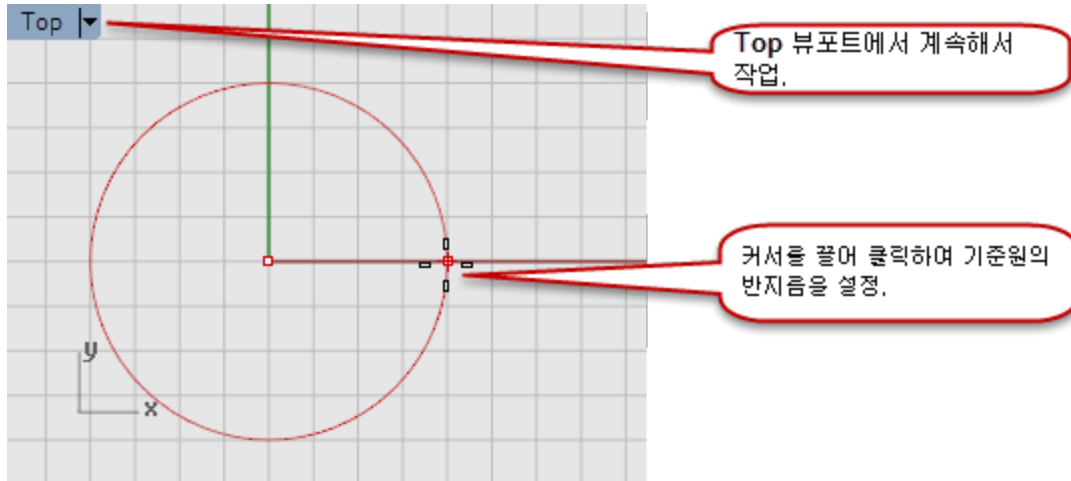 Top
Top 뷰포트에서 계속해서
작업.
커서를 끌어 클릭하여 기준원의
반지름을 설정.
y
x